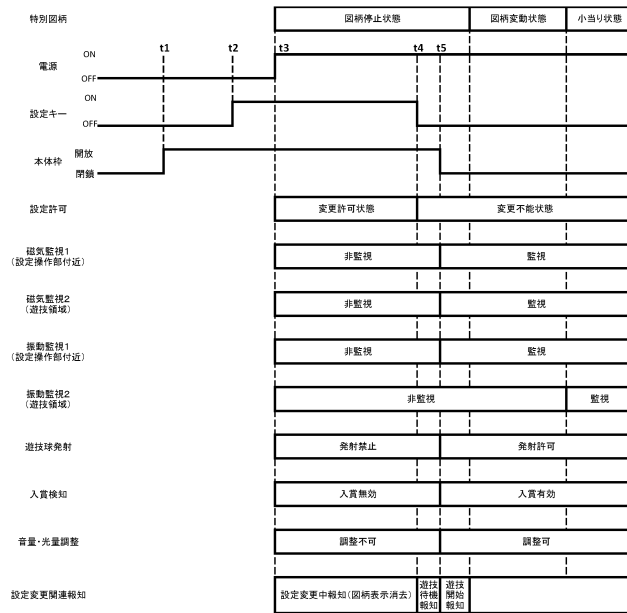 特別図柄
図柄停止状態
図柄変動状態
小当り状態
t1
t2
t3
t4
t5
電源
ON
OFF
設定キー
ON
OFF
本体枠
開放
閉鎖
設定許可
変更許可状態
変更不能状態
磁気監視1
(設定操作部付近)
非監視
監視
磁気監視2
(遊技領域)
非監視
監視
振動監視1
(設定操作部付近)
非監視
監視
振動監視2
(遊技領域)
非監視
監視
遊技球発射
発射禁止
発射許可
入賞検知
入賞無効
入賞有効
音量・光量調整
調整不可
調整可
設定変更関連報知
設定変更中報知(図柄表示消去)
遊技
待機
報知
遊技
開始
報知